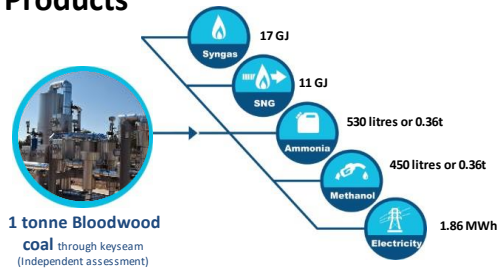 Products
17 GJ
Syngas
11 GJ
SNG
530 litres or 0.36t
Ammonia
450 litres or 0.36t
Methanol
1.86 MWh
Electricity
1 tonne Bloodwood
coal through keyseam
(Independent assessment)